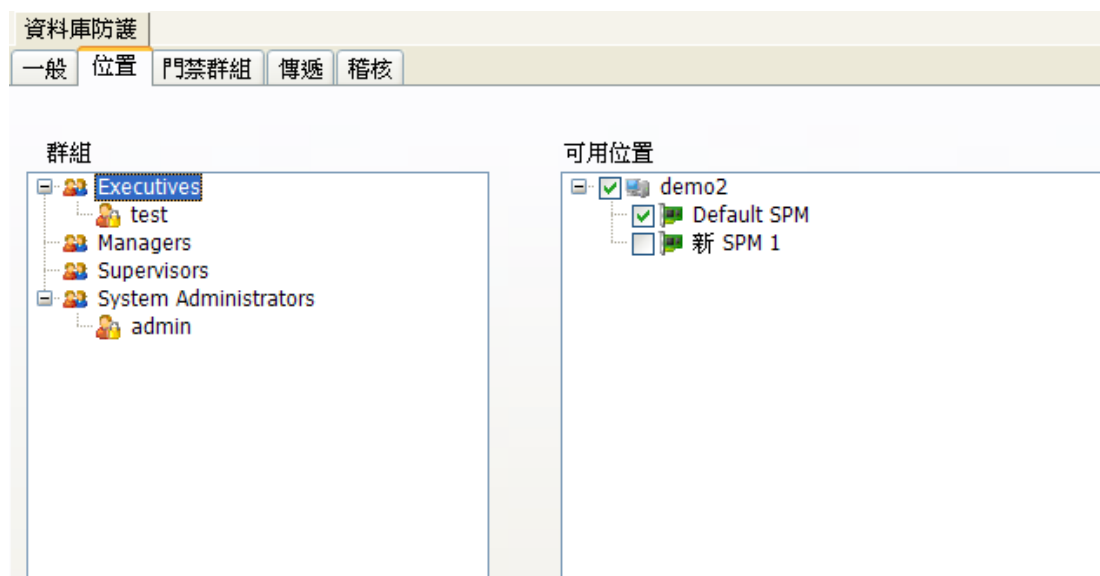 資料庫防護
一般 位置 門禁群組 傳遞 稽核
群組
Executives
test
Managers
Supervisors
System Administrators
admin
可用位置
demo2
Default SPM
新 SPM 1